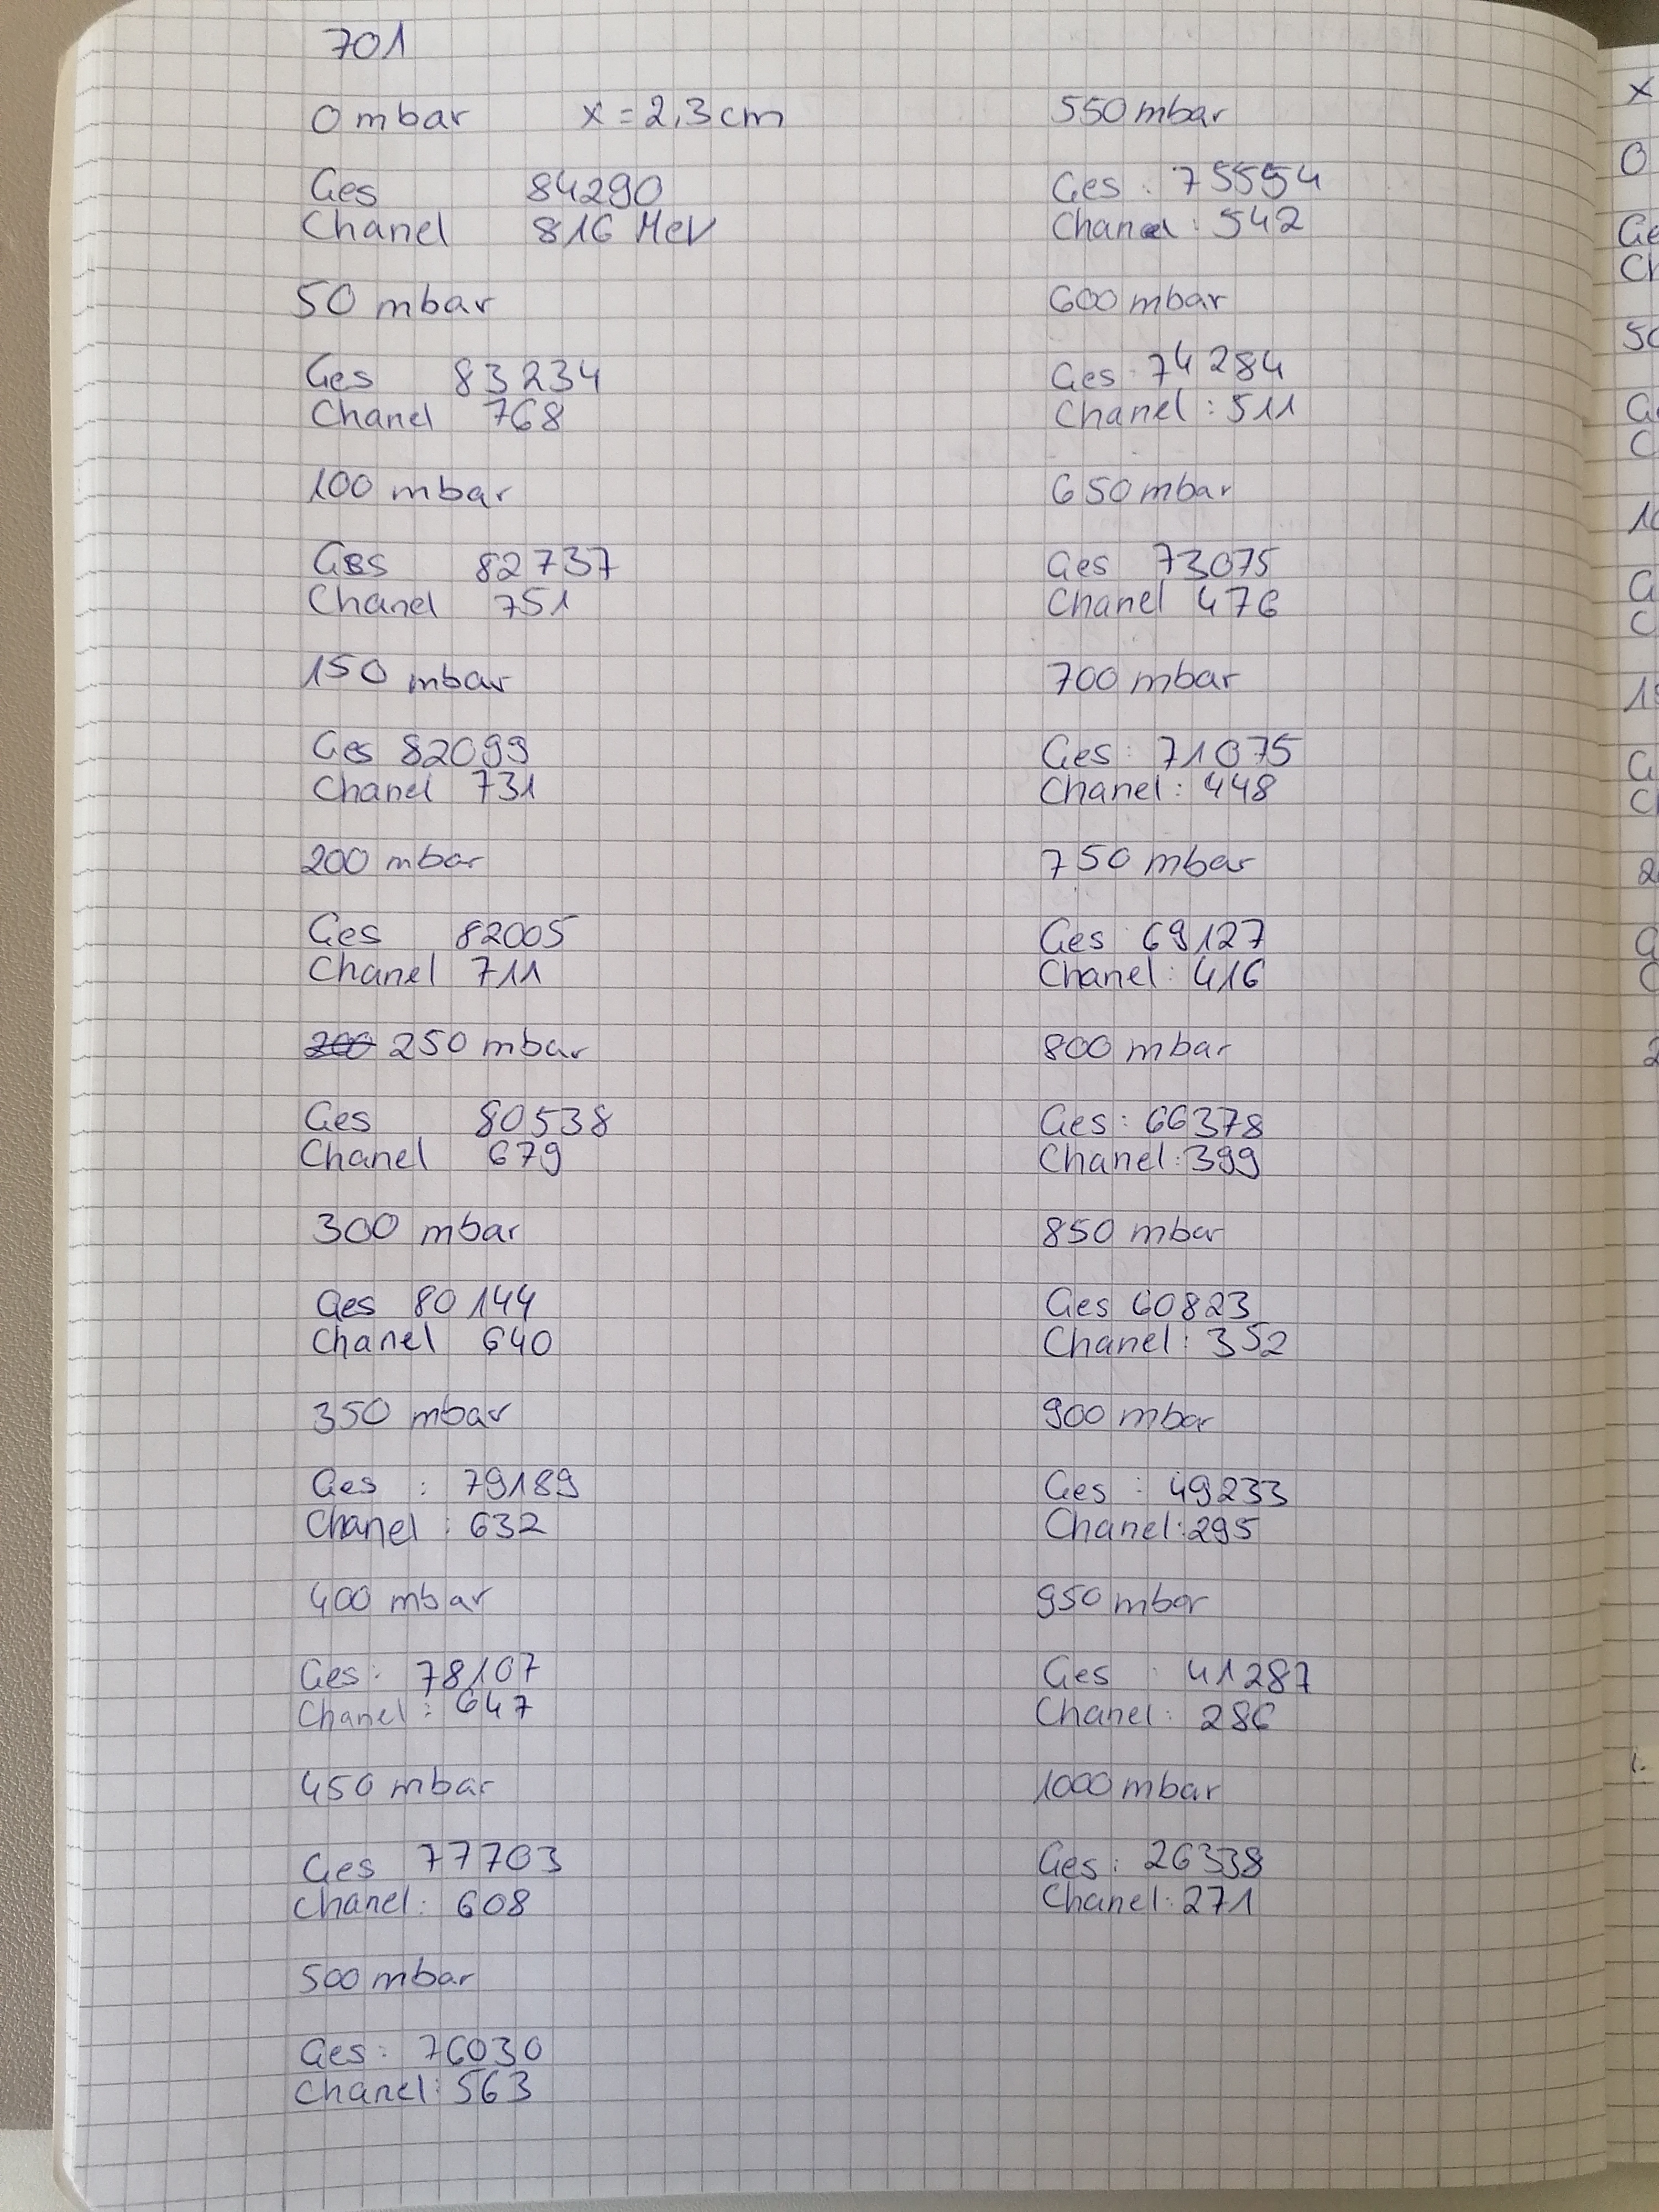 701
0 mbar x = 2,3 cm
Ges 84290
Chanel 816 MeV
50 mbar
Ges 83234
Chanel 768
100 mbar
Ges 82737
Chanel 751
150 mbar
Ges 82099
Chanel 731
200 mbar
Ges 82005
Chanel 711
200 250 mbar
Ges 80538
Chanel 679
300 mbar
Ges 80144
Chanel 640
350 mbar
Ges : 79189
Chanel : 632
400 mbar
Ges : 78107
Chanel : 647
450 mbar
Ges 77703
Chanel : 608
500 mbar
Ges : 76030
Chanel : 563
550 mbar
Ges : 75554
Chanel : 542
600 mbar
Ges 74284
Chanel : 511
650 mbar
Ges 73075
Chanel 476
700 mbar
Ges : 71075
Chanel : 448
750 mbar
Ges 69127
Chanel : 416
800 mbar
Ges : 66378
Chanel : 399
850 mbar
Ges 60823
Chanel : 352
900 mbar
Ges : 49233
Chanel : 295
950 mbar
Ges : 41287
Chanel : 286
1000 mbar
Ges : 26338
Chanel : 271
x
0